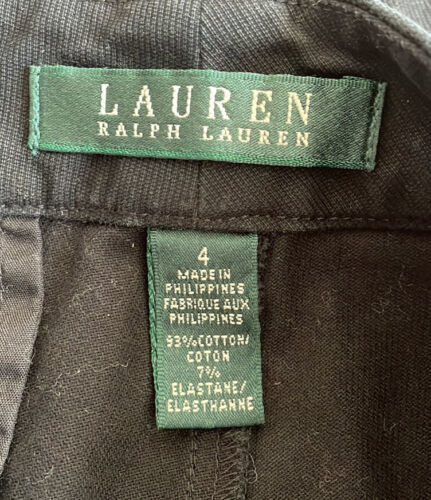 LAUREN
RALPH LAUREN
4
MADE IN
PHILIPPINES
FABRIQUE AUX
PHILIPPINES
93%COTTON/
COTON
7%
ELASTANE/
ELASTHANNE